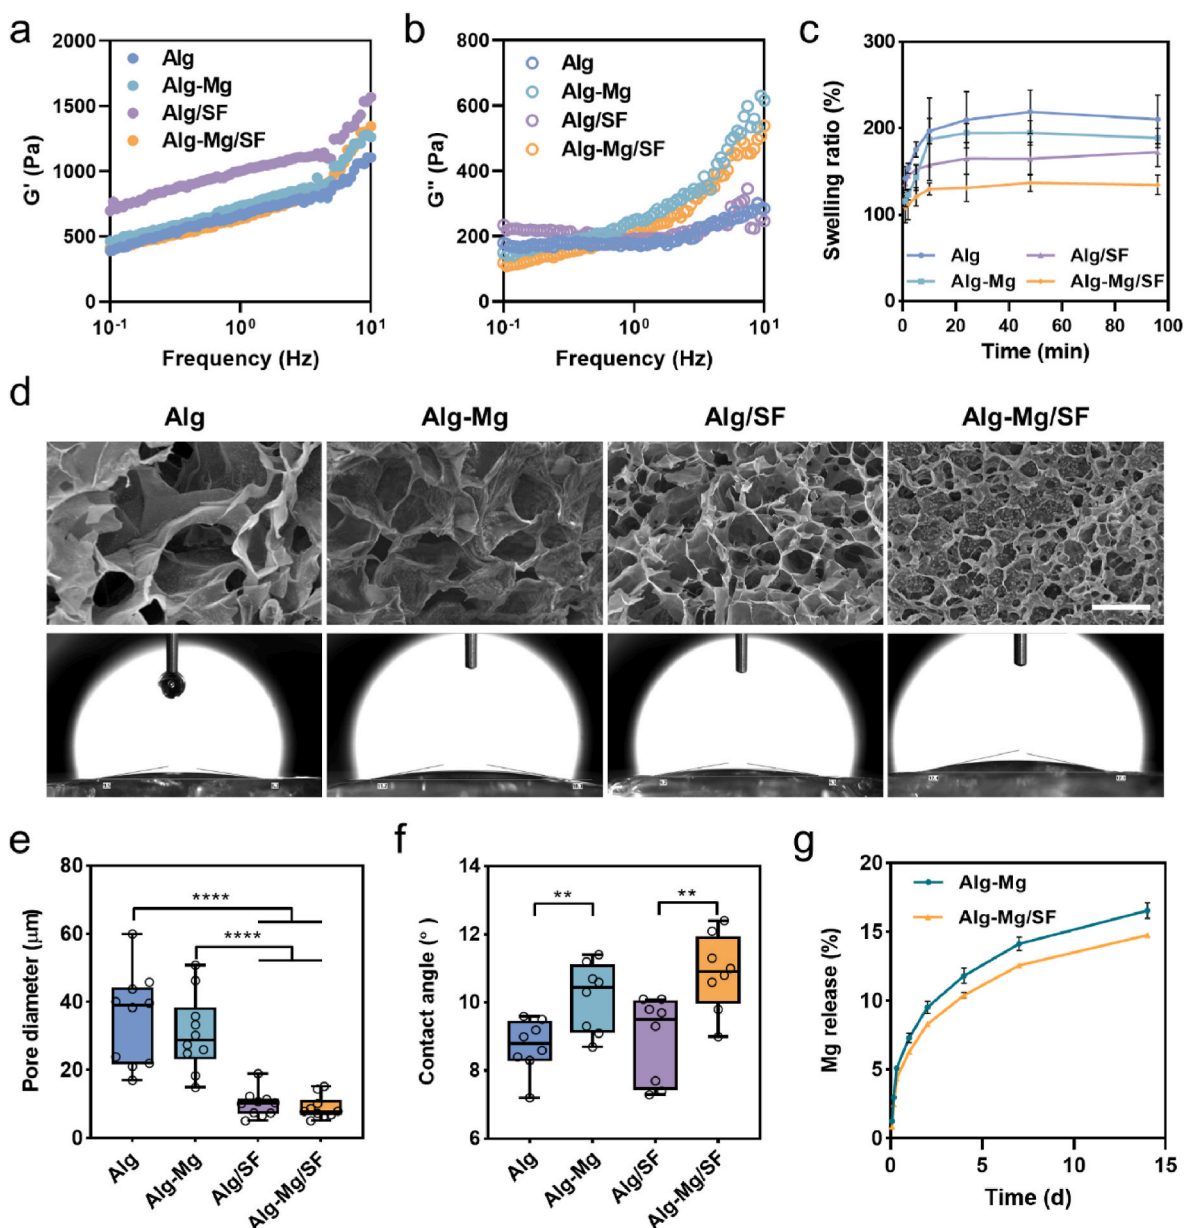 a
2000
1500
1000
500
0
G' (Pa)
10-1
100
101
Frequency (Hz)
Alg
Alg-Mg
Alg/SF
Alg-Mg/SF
b
800
600
400
200
0
G'' (Pa)
10-1
100
101
Frequency (Hz)
Alg
Alg-Mg
Alg/SF
Alg-Mg/SF
c
300
200
100
0
Swelling ratio (%)
0 20 40 60 80 100
Time (min)
Alg Alg/SF
Alg-Mg Alg-Mg/SF
d
Alg Alg-Mg Alg/SF Alg-Mg/SF
e
80
60
40
20
0
Pore diameter (μm)
****
****
Alg Alg-Mg Alg/SF Alg-Mg/SF
f
14
12
10
8
6
Contact angle (°)
** **
Alg Alg-Mg Alg/SF Alg-Mg/SF
g
20
15
10
5
0
Mg release (%)
0 5 10 15
Time (d)
Alg-Mg
Alg-Mg/SF